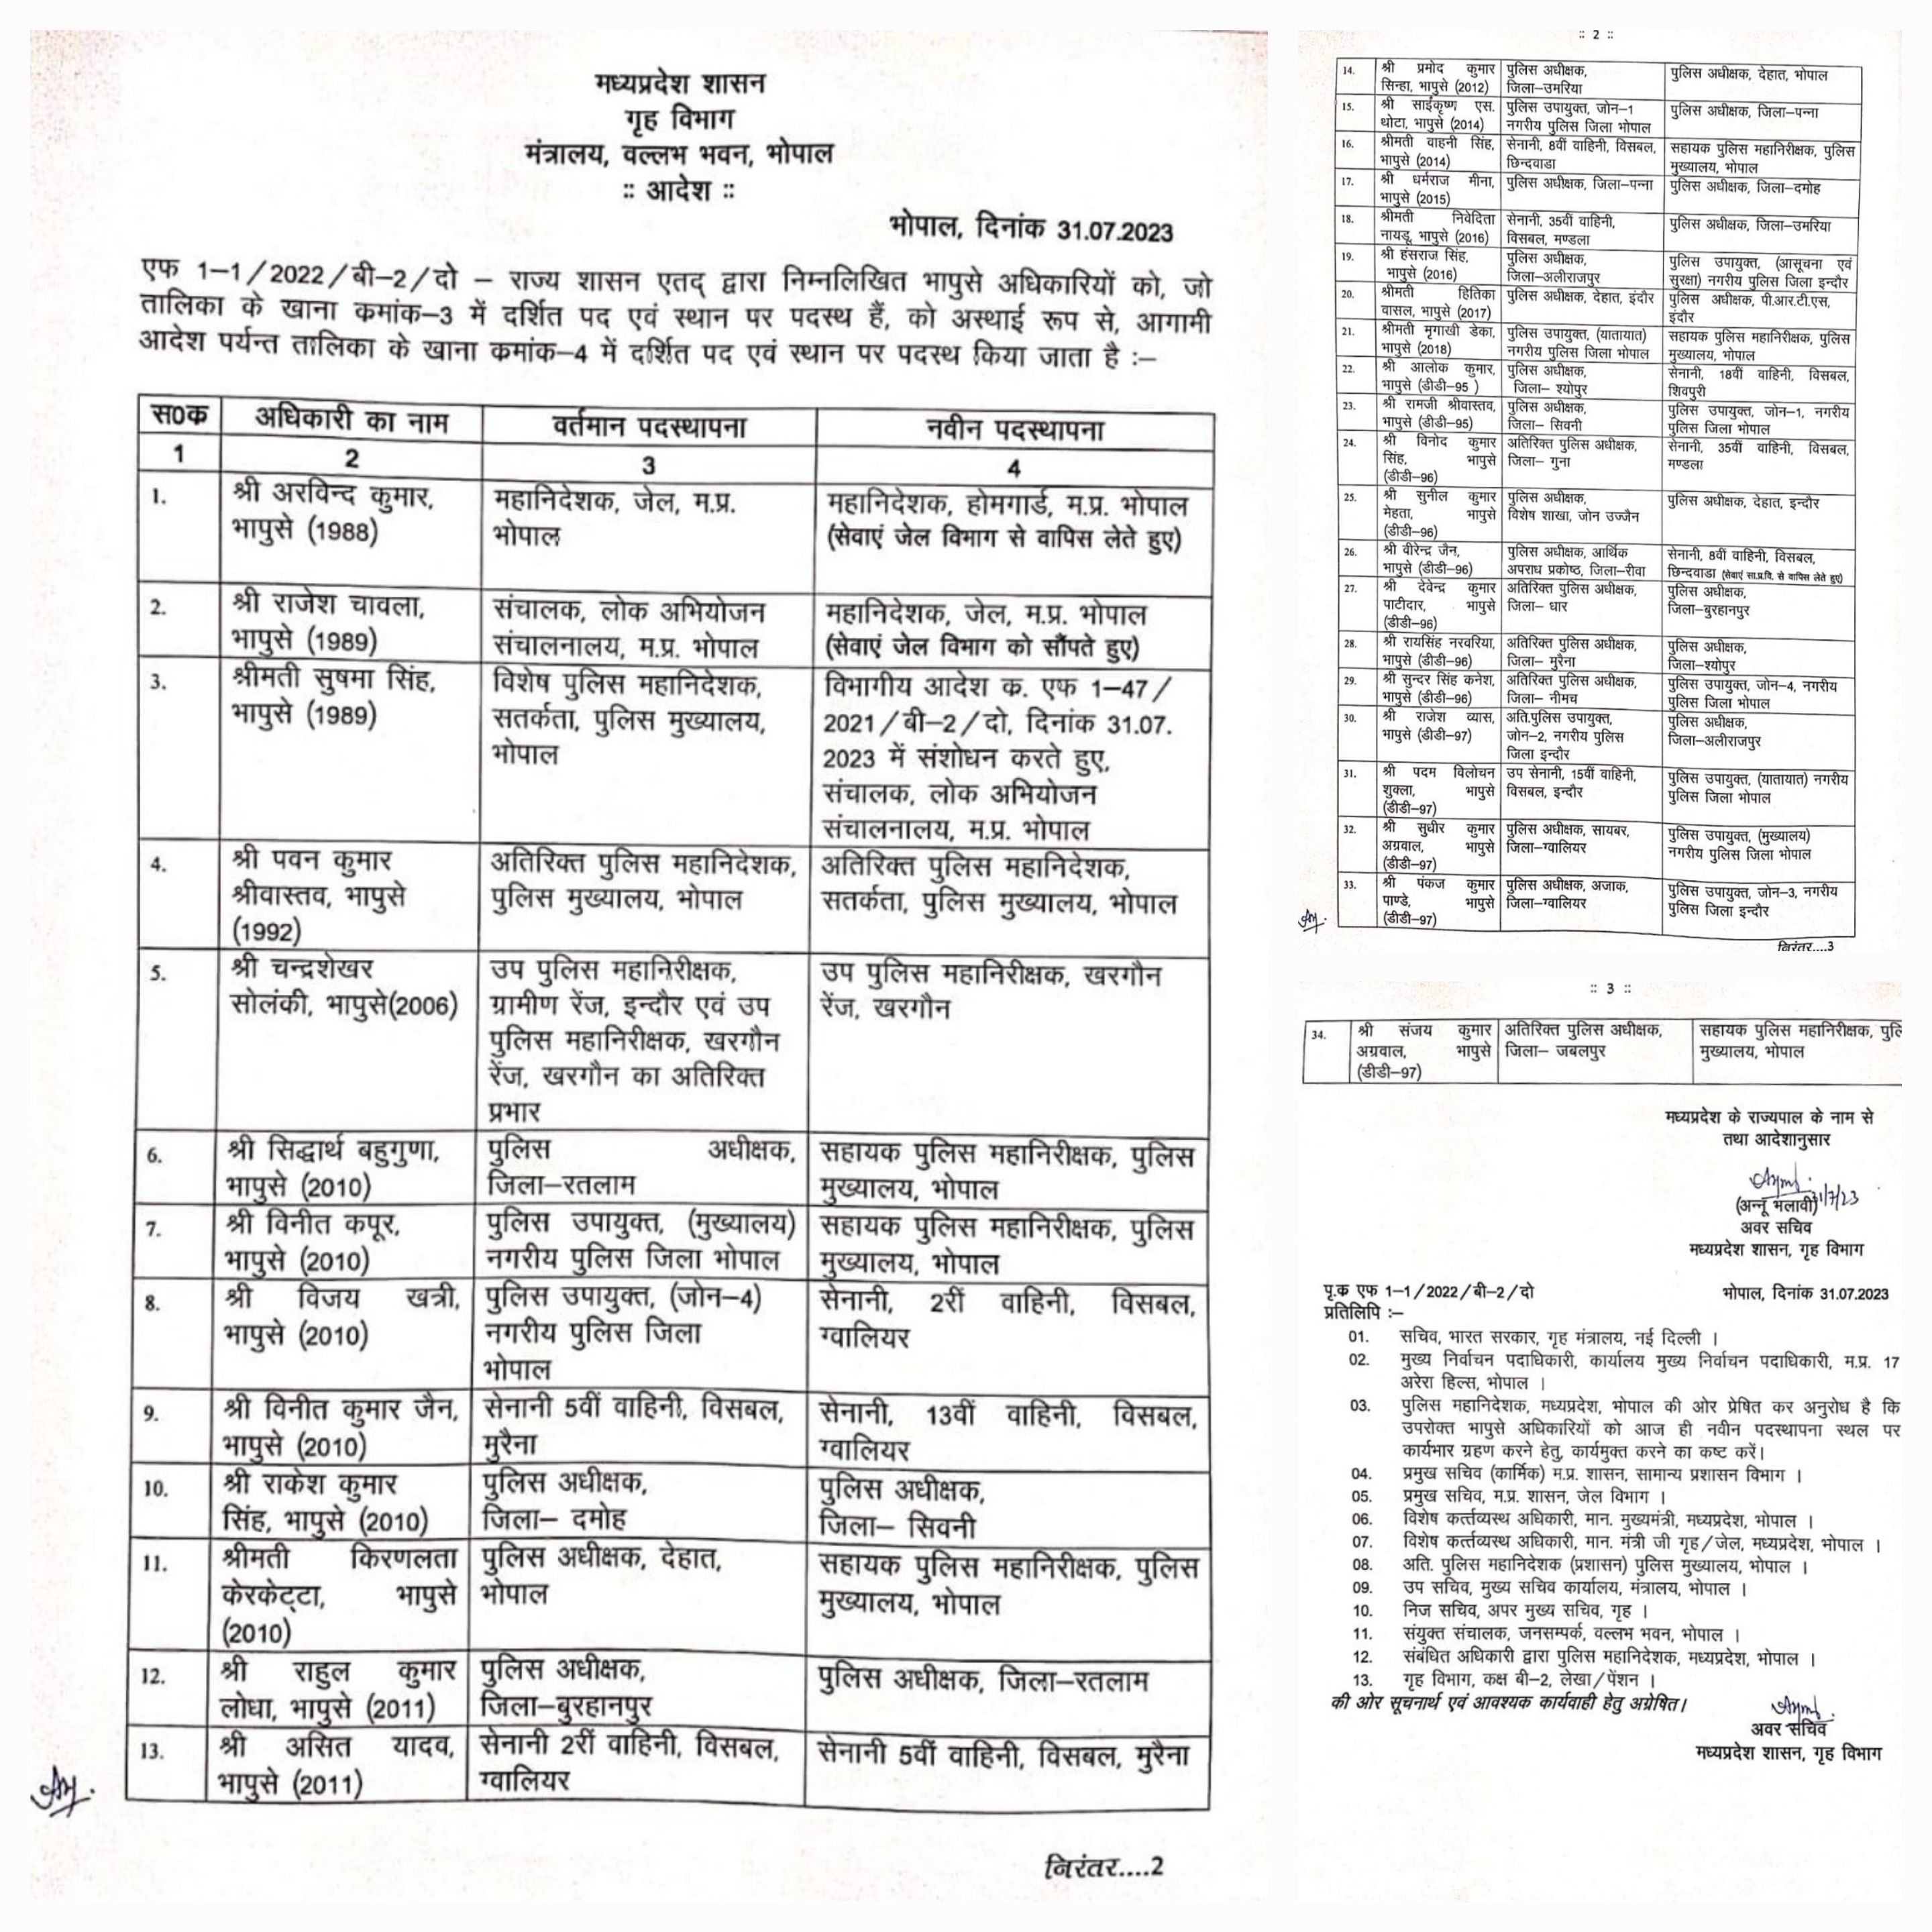 मध्यप्रदेश शासन
गृह विभाग
मंत्रालय, वल्लभ भवन, भोपाल
:: आदेश ::
भोपाल, दिनांक 31.07.2023
एफ 1–1/2022/बी–2/दो – राज्य शासन एतद् द्वारा निम्नलिखित भापुसे अधिकारियों को, जो
तालिका के खाना कमांक–3 में दर्शित पद एवं स्थान पर पदस्थ हैं, को अस्थाई रूप से, आगामी
आदेश पर्यन्त तालिका के खाना कमांक–4 में दर्शित पद एवं स्थान पर पदस्थ किया जाता है :–
स0क अधिकारी का नाम वर्तमान पदस्थापना नवीन पदस्थापना
1 2 3 4
1. श्री अरविन्द कुमार, महानिदेशक, जेल, म.प्र. महानिदेशक, होमगार्ड, म.प्र. भोपाल
भापुसे (1988) भोपाल (सेवाएं जेल विभाग से वापिस लेते हुए)
2. श्री राजेश चावला, संचालक, लोक अभियोजन महानिदेशक, जेल, म.प्र. भोपाल
भापुसे (1989) संचालनालय, म.प्र. भोपाल (सेवाएं जेल विभाग को सौंपते हुए)
3. श्रीमती सुषमा सिंह, विशेष पुलिस महानिदेशक, विभागीय आदेश क. एफ 1–47/
भापुसे (1989) सतर्कता, पुलिस मुख्यालय, 2021/बी–2/दो, दिनांक 31.07.
भोपाल 2023 में संशोधन करते हुए,
संचालक, लोक अभियोजन
संचालनालय, म.प्र. भोपाल
4. श्री पवन कुमार अतिरिक्त पुलिस महानिदेशक, अतिरिक्त पुलिस महानिदेशक,
श्रीवास्तव, भापुसे पुलिस मुख्यालय, भोपाल सतर्कता, पुलिस मुख्यालय, भोपाल
(1992)
5. श्री चन्द्रशेखर उप पुलिस महानिरीक्षक, उप पुलिस महानिरीक्षक, खरगौन
सोलंकी, भापुसे(2006) ग्रामीण रेंज, इन्दौर एवं उप रेंज, खरगौन
पुलिस महानिरीक्षक, खरगौन
रेंज, खरगौन का अतिरिक्त
प्रभार
6. श्री सिद्धार्थ बहुगुणा, पुलिस अधीक्षक, सहायक पुलिस महानिरीक्षक, पुलिस
भापुसे (2010) जिला–रतलाम मुख्यालय, भोपाल
7. श्री विनीत कपूर, पुलिस उपायुक्त, (मुख्यालय) सहायक पुलिस महानिरीक्षक, पुलिस
भापुसे (2010) नगरीय पुलिस जिला भोपाल मुख्यालय, भोपाल
8. श्री विजय खत्री, पुलिस उपायुक्त, (जोन–4) सेनानी, 2रीं वाहिनी, विसबल,
भापुसे (2010) नगरीय पुलिस जिला ग्वालियर
भोपाल
9. श्री विनीत कुमार जैन, सेनानी 5वीं वाहिनी, विसबल, सेनानी, 13वीं वाहिनी, विसबल,
भापुसे (2010) मुरैना ग्वालियर
10. श्री राकेश कुमार पुलिस अधीक्षक, पुलिस अधीक्षक,
सिंह, भापुसे (2010) जिला– दमोह जिला– सिवनी
11. श्रीमती किरणलता पुलिस अधीक्षक, देहात, सहायक पुलिस महानिरीक्षक, पुलिस
केरकेट्टा, भापुसे भोपाल मुख्यालय, भोपाल
(2010)
12. श्री राहुल कुमार पुलिस अधीक्षक, पुलिस अधीक्षक, जिला–रतलाम
लोधा, भापुसे (2011) जिला–बुरहानपुर
13. श्री असित यादव, सेनानी 2रीं वाहिनी, विसबल, सेनानी 5वीं वाहिनी, विसबल, मुरैना
भापुसे (2011) ग्वालियर
निरंतर....2
:: 2 ::
14. श्री प्रमोद कुमार पुलिस अधीक्षक, पुलिस अधीक्षक, देहात, भोपाल
सिन्हा, भापुसे (2012) जिला–उमरिया
15. श्री साईकृष्ण एस. पुलिस उपायुक्त, जोन–1 पुलिस अधीक्षक, जिला–पन्ना
थोटा, भापुसे (2014) नगरीय पुलिस जिला भोपाल
16. श्रीमती वाहनी सिंह, सेनानी, 8वीं वाहिनी, विसबल, सहायक पुलिस महानिरीक्षक, पुलिस
भापुसे (2014) छिन्दवाडा मुख्यालय, भोपाल
17. श्री धर्मराज मीना, पुलिस अधीक्षक, जिला–पन्ना पुलिस अधीक्षक, जिला–दमोह
भापुसे (2015)
18. श्रीमती निवेदिता सेनानी, 35वीं वाहिनी, पुलिस अधीक्षक, जिला–उमरिया
नायडू, भापुसे (2016) विसबल, मण्डला
19. श्री हंसराज सिंह, पुलिस अधीक्षक, पुलिस उपायुक्त, (आसूचना एवं
भापुसे (2016) जिला–अलीराजपुर सुरक्षा) नगरीय पुलिस जिला इन्दौर
20. श्रीमती हितिका पुलिस अधीक्षक, देहात, इंदौर पुलिस अधीक्षक, पी.आर.टी.एस,
वासल, भापुसे (2017) इंदौर
21. श्रीमती मृगाखी डेका, पुलिस उपायुक्त, (यातायात) सहायक पुलिस महानिरीक्षक, पुलिस
भापुसे (2018) नगरीय पुलिस जिला भोपाल मुख्यालय, भोपाल
22. श्री आलोक कुमार, पुलिस अधीक्षक, सेनानी, 18वीं वाहिनी, विसबल,
भापुसे (डीडी–95 ) जिला– श्योपुर शिवपुरी
23. श्री रामजी श्रीवास्तव, पुलिस अधीक्षक, पुलिस उपायुक्त, जोन–1, नगरीय
भापुसे (डीडी–95) जिला– सिवनी पुलिस जिला भोपाल
24. श्री विनोद कुमार अतिरिक्त पुलिस अधीक्षक, सेनानी, 35वीं वाहिनी, विसबल,
सिंह, भापुसे जिला– गुना मण्डला
(डीडी–96)
25. श्री सुनील कुमार पुलिस अधीक्षक, पुलिस अधीक्षक, देहात, इन्दौर
मेहता, भापुसे विशेष शाखा, जोन उज्जैन
(डीडी–96)
26. श्री वीरेन्द्र जैन, पुलिस अधीक्षक, आर्थिक सेनानी, 8वीं वाहिनी, विसबल,
भापुसे (डीडी–96) अपराध प्रकोष्ठ, जिला–रीवा छिन्दवाडा (सेवाएं सा.प्र.वि. से वापिस लेते हुए)
27. श्री देवेन्द्र कुमार अतिरिक्त पुलिस अधीक्षक, पुलिस अधीक्षक,
पाटीदार, भापुसे जिला– धार जिला–बुरहानपुर
(डीडी–96)
28. श्री रायसिंह नरवरिया, अतिरिक्त पुलिस अधीक्षक, पुलिस अधीक्षक,
भापुसे (डीडी–96) जिला– मुरैना जिला–श्योपुर
29. श्री सुन्दर सिंह कनेश, अतिरिक्त पुलिस अधीक्षक, पुलिस उपायुक्त, जोन–4, नगरीय
भापुसे (डीडी–96) जिला– नीमच पुलिस जिला भोपाल
30. श्री राजेश व्यास, अति.पुलिस उपायुक्त, पुलिस अधीक्षक,
भापुसे (डीडी–97) जोन–2, नगरीय पुलिस जिला–अलीराजपुर
जिला इन्दौर
31. श्री पदम विलोचन उप सेनानी, 15वीं वाहिनी, पुलिस उपायुक्त, (यातायात) नगरीय
शुक्ला, भापुसे विसबल, इन्दौर पुलिस जिला भोपाल
(डीडी–97)
32. श्री सुधीर कुमार पुलिस अधीक्षक, सायबर, पुलिस उपायुक्त, (मुख्यालय)
अग्रवाल, भापुसे जिला–ग्वालियर नगरीय पुलिस जिला भोपाल
(डीडी–97)
33. श्री पंकज कुमार पुलिस अधीक्षक, अजाक, पुलिस उपायुक्त, जोन–3, नगरीय
पाण्डे, भापुसे जिला–ग्वालियर पुलिस जिला इन्दौर
(डीडी–97)
निरंतर....3
:: 3 ::
34. श्री संजय कुमार अतिरिक्त पुलिस अधीक्षक, सहायक पुलिस महानिरीक्षक,
अग्रवाल, भापुसे जिला– जबलपुर मुख्यालय, भोपाल
(डीडी–97)
मध्यप्रदेश के राज्यपाल के नाम से
तथा आदेशानुसार
31/7/23
(अन्नू भलावी)
अवर सचिव
मध्यप्रदेश शासन, गृह विभाग
पृ.क एफ 1–1/2022/बी–2/दो भोपाल, दिनांक 31.07.2023
प्रतिलिपि :–
01. सचिव, भारत सरकार, गृह मंत्रालय, नई दिल्ली ।
02. मुख्य निर्वाचन पदाधिकारी, कार्यालय मुख्य निर्वाचन पदाधिकारी, म.प्र. 17
अरेरा हिल्स, भोपाल ।
03. पुलिस महानिदेशक, मध्यप्रदेश, भोपाल की ओर प्रेषित कर अनुरोध है कि
उपरोक्त भापुसे अधिकारियों को आज ही नवीन पदस्थापना स्थल पर
कार्यभार ग्रहण करने हेतु, कार्यमुक्त करने का कष्ट करें।
04. प्रमुख सचिव (कार्मिक) म.प्र. शासन, सामान्य प्रशासन विभाग ।
05. प्रमुख सचिव, म.प्र. शासन, जेल विभाग ।
06. विशेष कर्त्तव्यस्थ अधिकारी, मान. मुख्यमंत्री, मध्यप्रदेश, भोपाल ।
07. विशेष कर्त्तव्यस्थ अधिकारी, मान. मंत्री जी गृह/जेल, मध्यप्रदेश, भोपाल ।
08. अति. पुलिस महानिदेशक (प्रशासन) पुलिस मुख्यालय, भोपाल ।
09. उप सचिव, मुख्य सचिव कार्यालय, मंत्रालय, भोपाल ।
10. निज सचिव, अपर मुख्य सचिव, गृह ।
11. संयुक्त संचालक, जनसम्पर्क, वल्लभ भवन, भोपाल ।
12. संबंधित अधिकारी द्वारा पुलिस महानिदेशक, मध्यप्रदेश, भोपाल ।
13. गृह विभाग, कक्ष बी–2, लेखा/पेंशन ।
की ओर सूचनार्थ एवं आवश्यक कार्यवाही हेतु अग्रेषित।
अवर सचिव
मध्यप्रदेश शासन, गृह विभाग